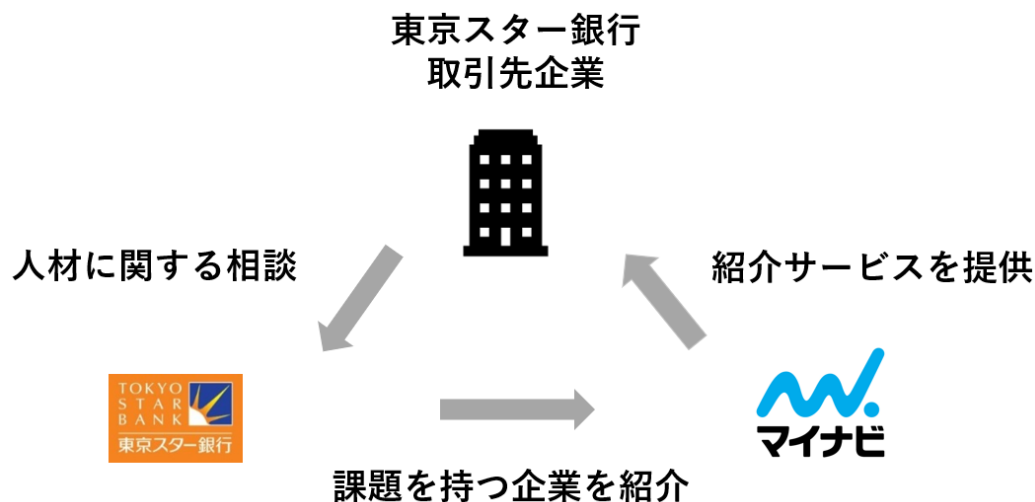 東京スター銀行
取引先企業
人材に関する相談
紹介サービスを提供
TOKYO
STAR
BANK
東京スター銀行
マイナビ
課題を持つ企業を紹介